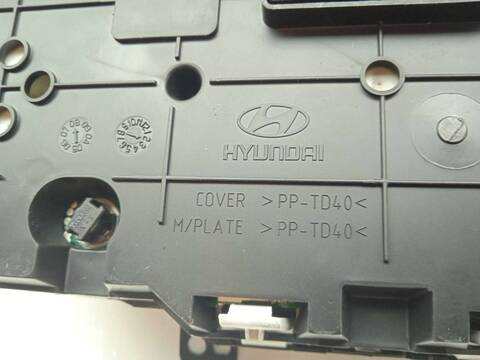 HYUNDAI
COVER >PP-TD40<
M/PLATE >PP-TD40<